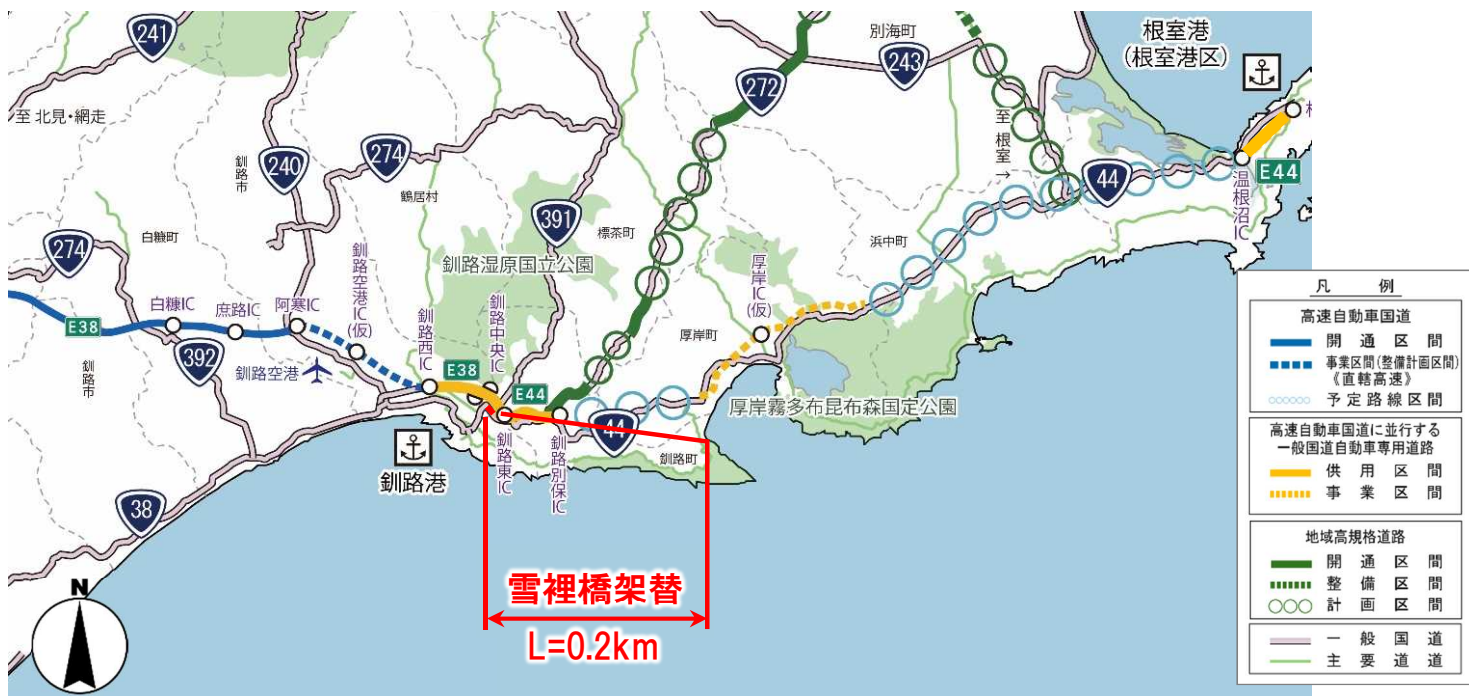 241
別海町
243
根室港
(根室港区)
272
至 北見・網走
根
至 根室→
274
240
釧路市
鶴居村
44
E44
温根沼IC
391
標茶町
浜中町
274
白糠町
釧路空港IC(仮)
釧路湿原国立公園
厚岸IC(仮)
白糠IC
庶路IC
阿寒IC
E38
釧路西IC
釧路中央IC
厚岸町
392
釧路市
釧路空港
E38
E44
厚岸霧多布昆布森国定公園
44
釧路港
釧路東IC
釧路別保IC
釧路町
38
雪裡橋架替
L=0.2km
N
凡 例
高速自動車国道
開通区間
事業区間(整備計画区間)
《直轄高速》
予定路線区間
高速自動車国道に並行する
一般国道自動車専用道路
供用区間
事業区間
地域高規格道路
開通区間
整備区間
計画区間
一般国道
主要道道